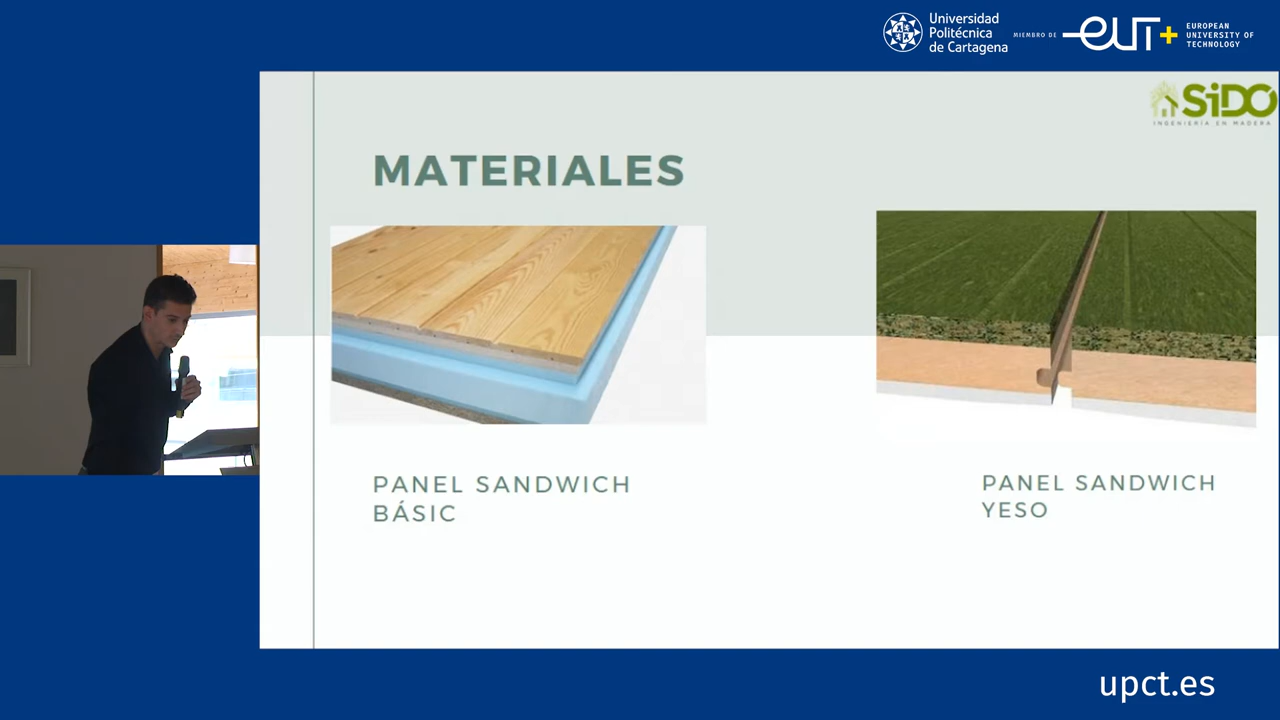 Universidad
Politécnica
de Cartagena
MIEMBRO DE
EUT+
EUROPEAN
UNIVERSITY OF
TECHNOLOGY
SiDO
INGENIERÍA EN MADERA
MATERIALES
PANEL SANDWICH
BÁSIC
PANEL SANDWICH
YESO
upct.es